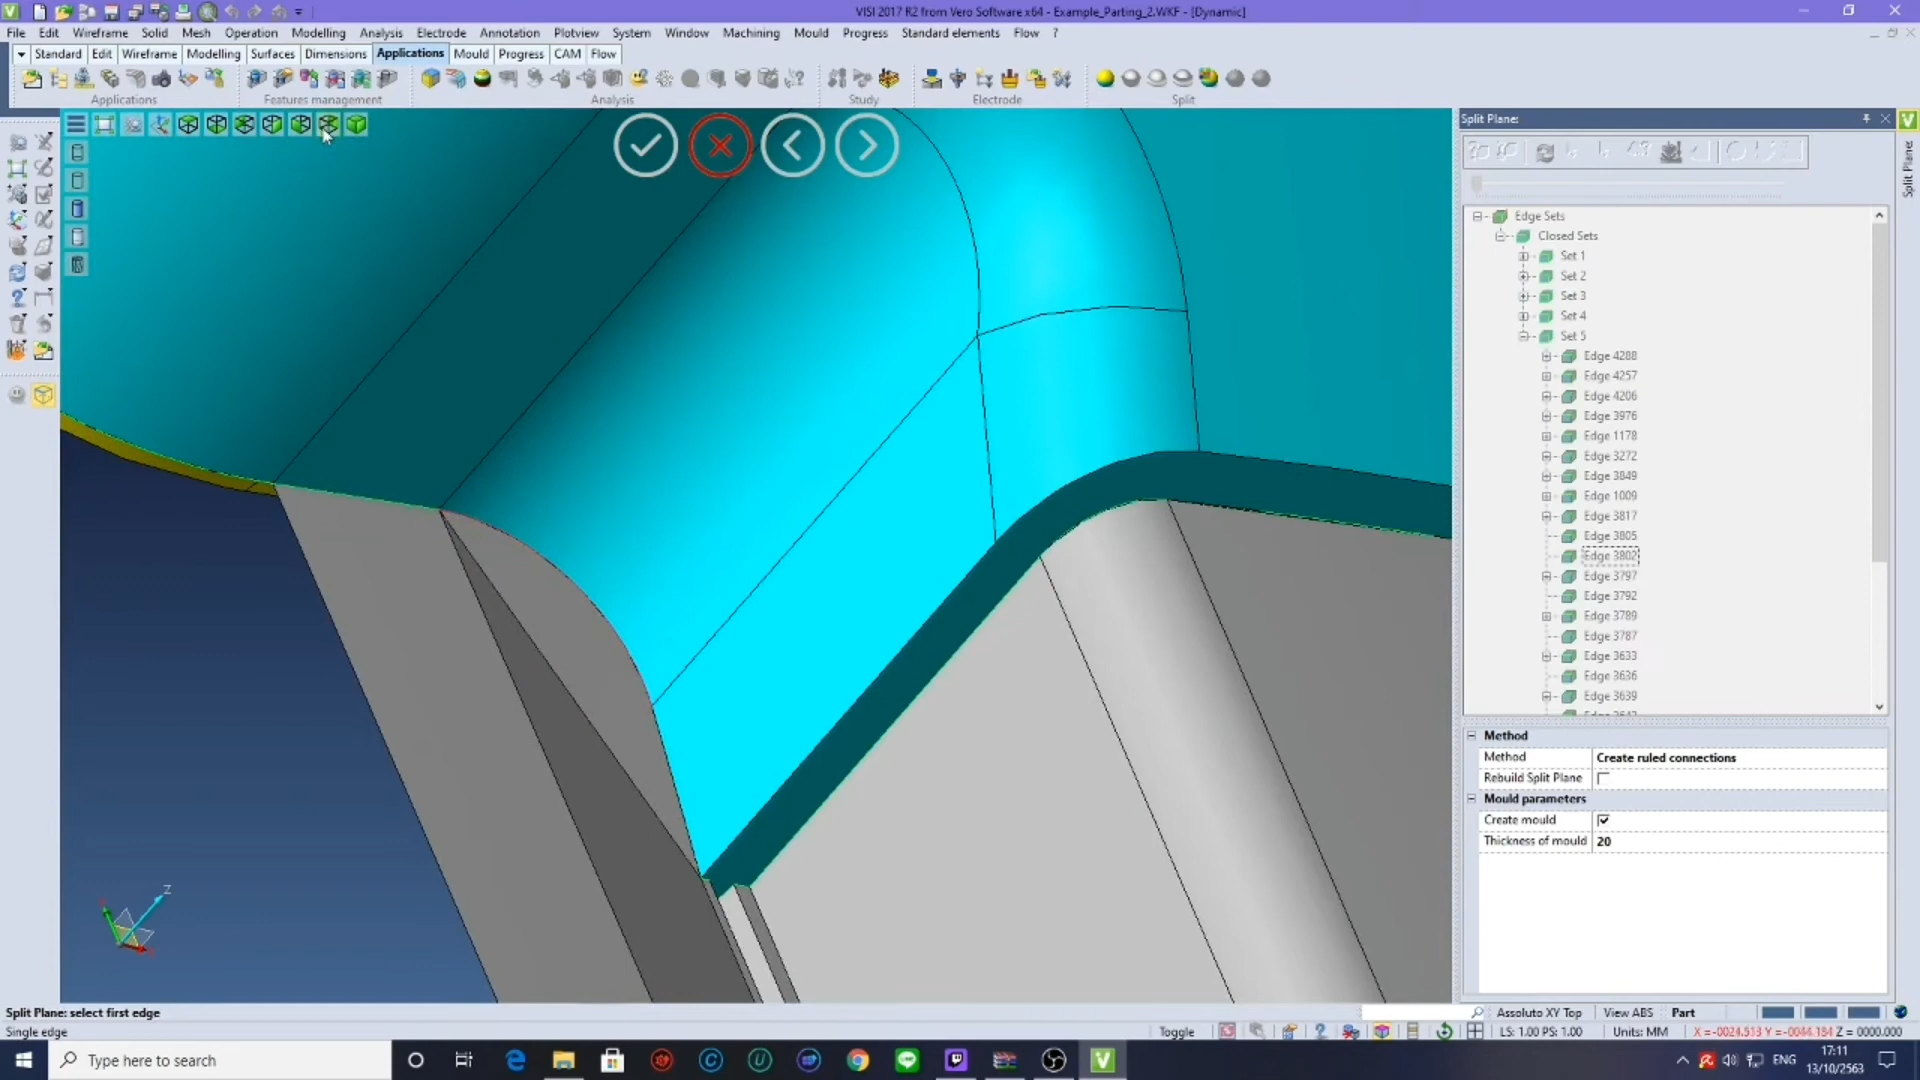 VISI 2017 R2 from Vero Software x64 - Example_Parting_2.WKF - [Dynamic]
File Edit Wireframe Solid Mesh Operation Modelling Analysis Electrode Annotation Plotview System Window Machining Mould Progress Standard elements Flow ?
Standard Edit Wireframe Modelling Surfaces Dimensions Applications Mould Progress CAM Flow
Applications Features management Analysis Study Electrode Split
Split Plane:
Split Plane:
Edge Sets
Closed Sets
Set 1
Set 2
Set 3
Set 4
Set 5
Edge 4288
Edge 4257
Edge 4206
Edge 3976
Edge 1178
Edge 3272
Edge 3849
Edge 1009
Edge 3817
Edge 3805
Edge 3802
Edge 3797
Edge 3792
Edge 3789
Edge 3787
Edge 3633
Edge 3636
Edge 3639
Method
Method Create ruled connections
Rebuild Split Plane
Mould parameters
Create mould
Thickness of mould 20
Z
Split Plane: select first edge
Assoluto XY Top View ABS Part
Single edge
Toggle LS: 1.00 PS: 1.00 Units: MM X =-0024.513 Y =-0044.184 Z = 0000.000
Type here to search
ENG
17:11
13/10/2563